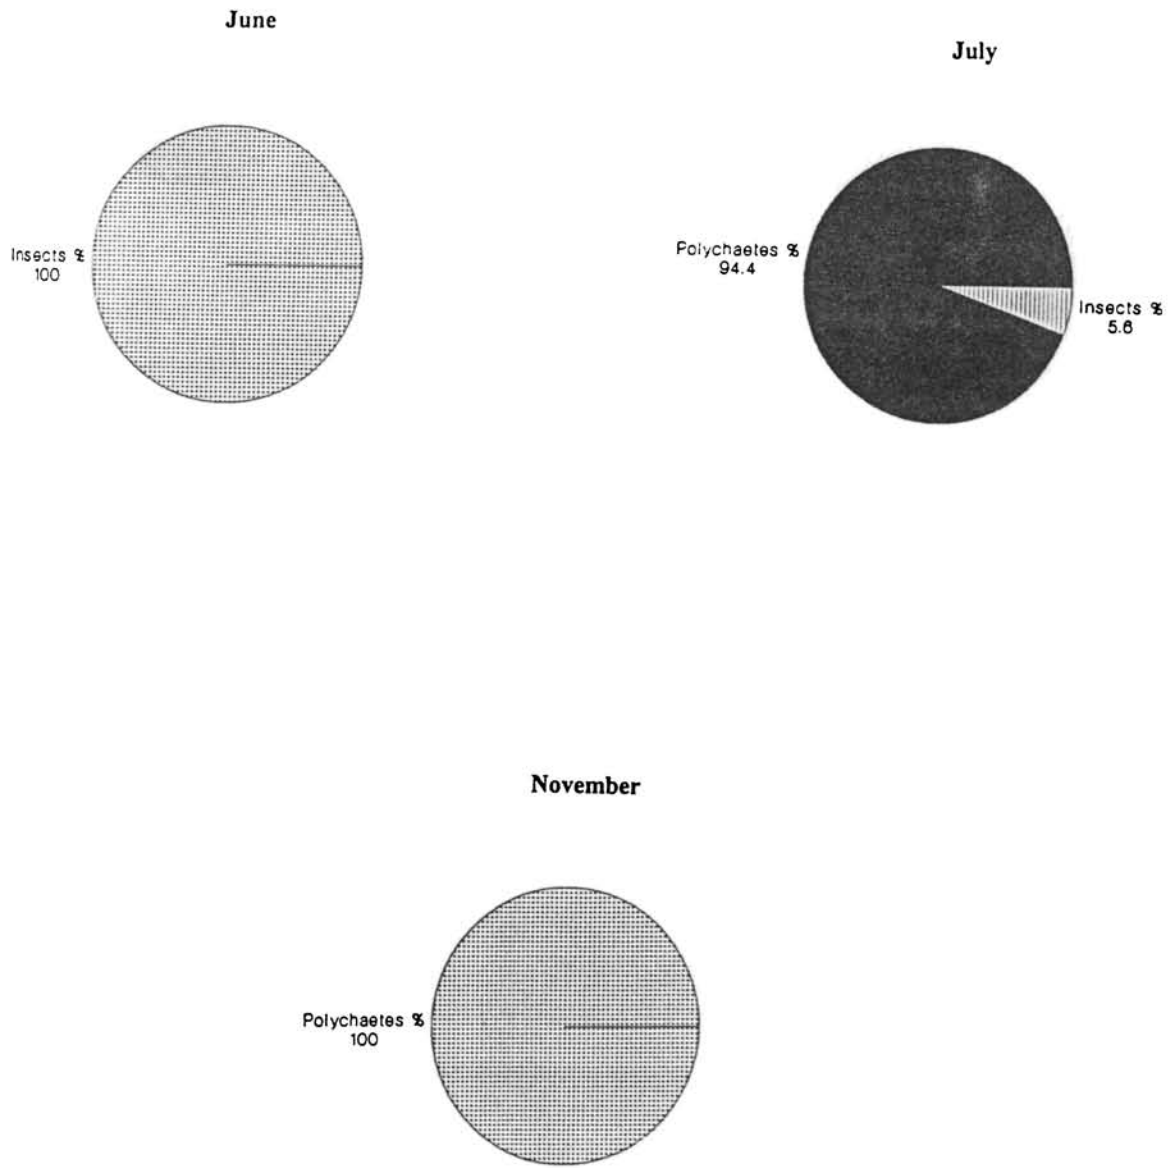 June
July
Insects %
100
Polychaetes %
94.4
Insects %
5.6
November
Polychaetes %
100